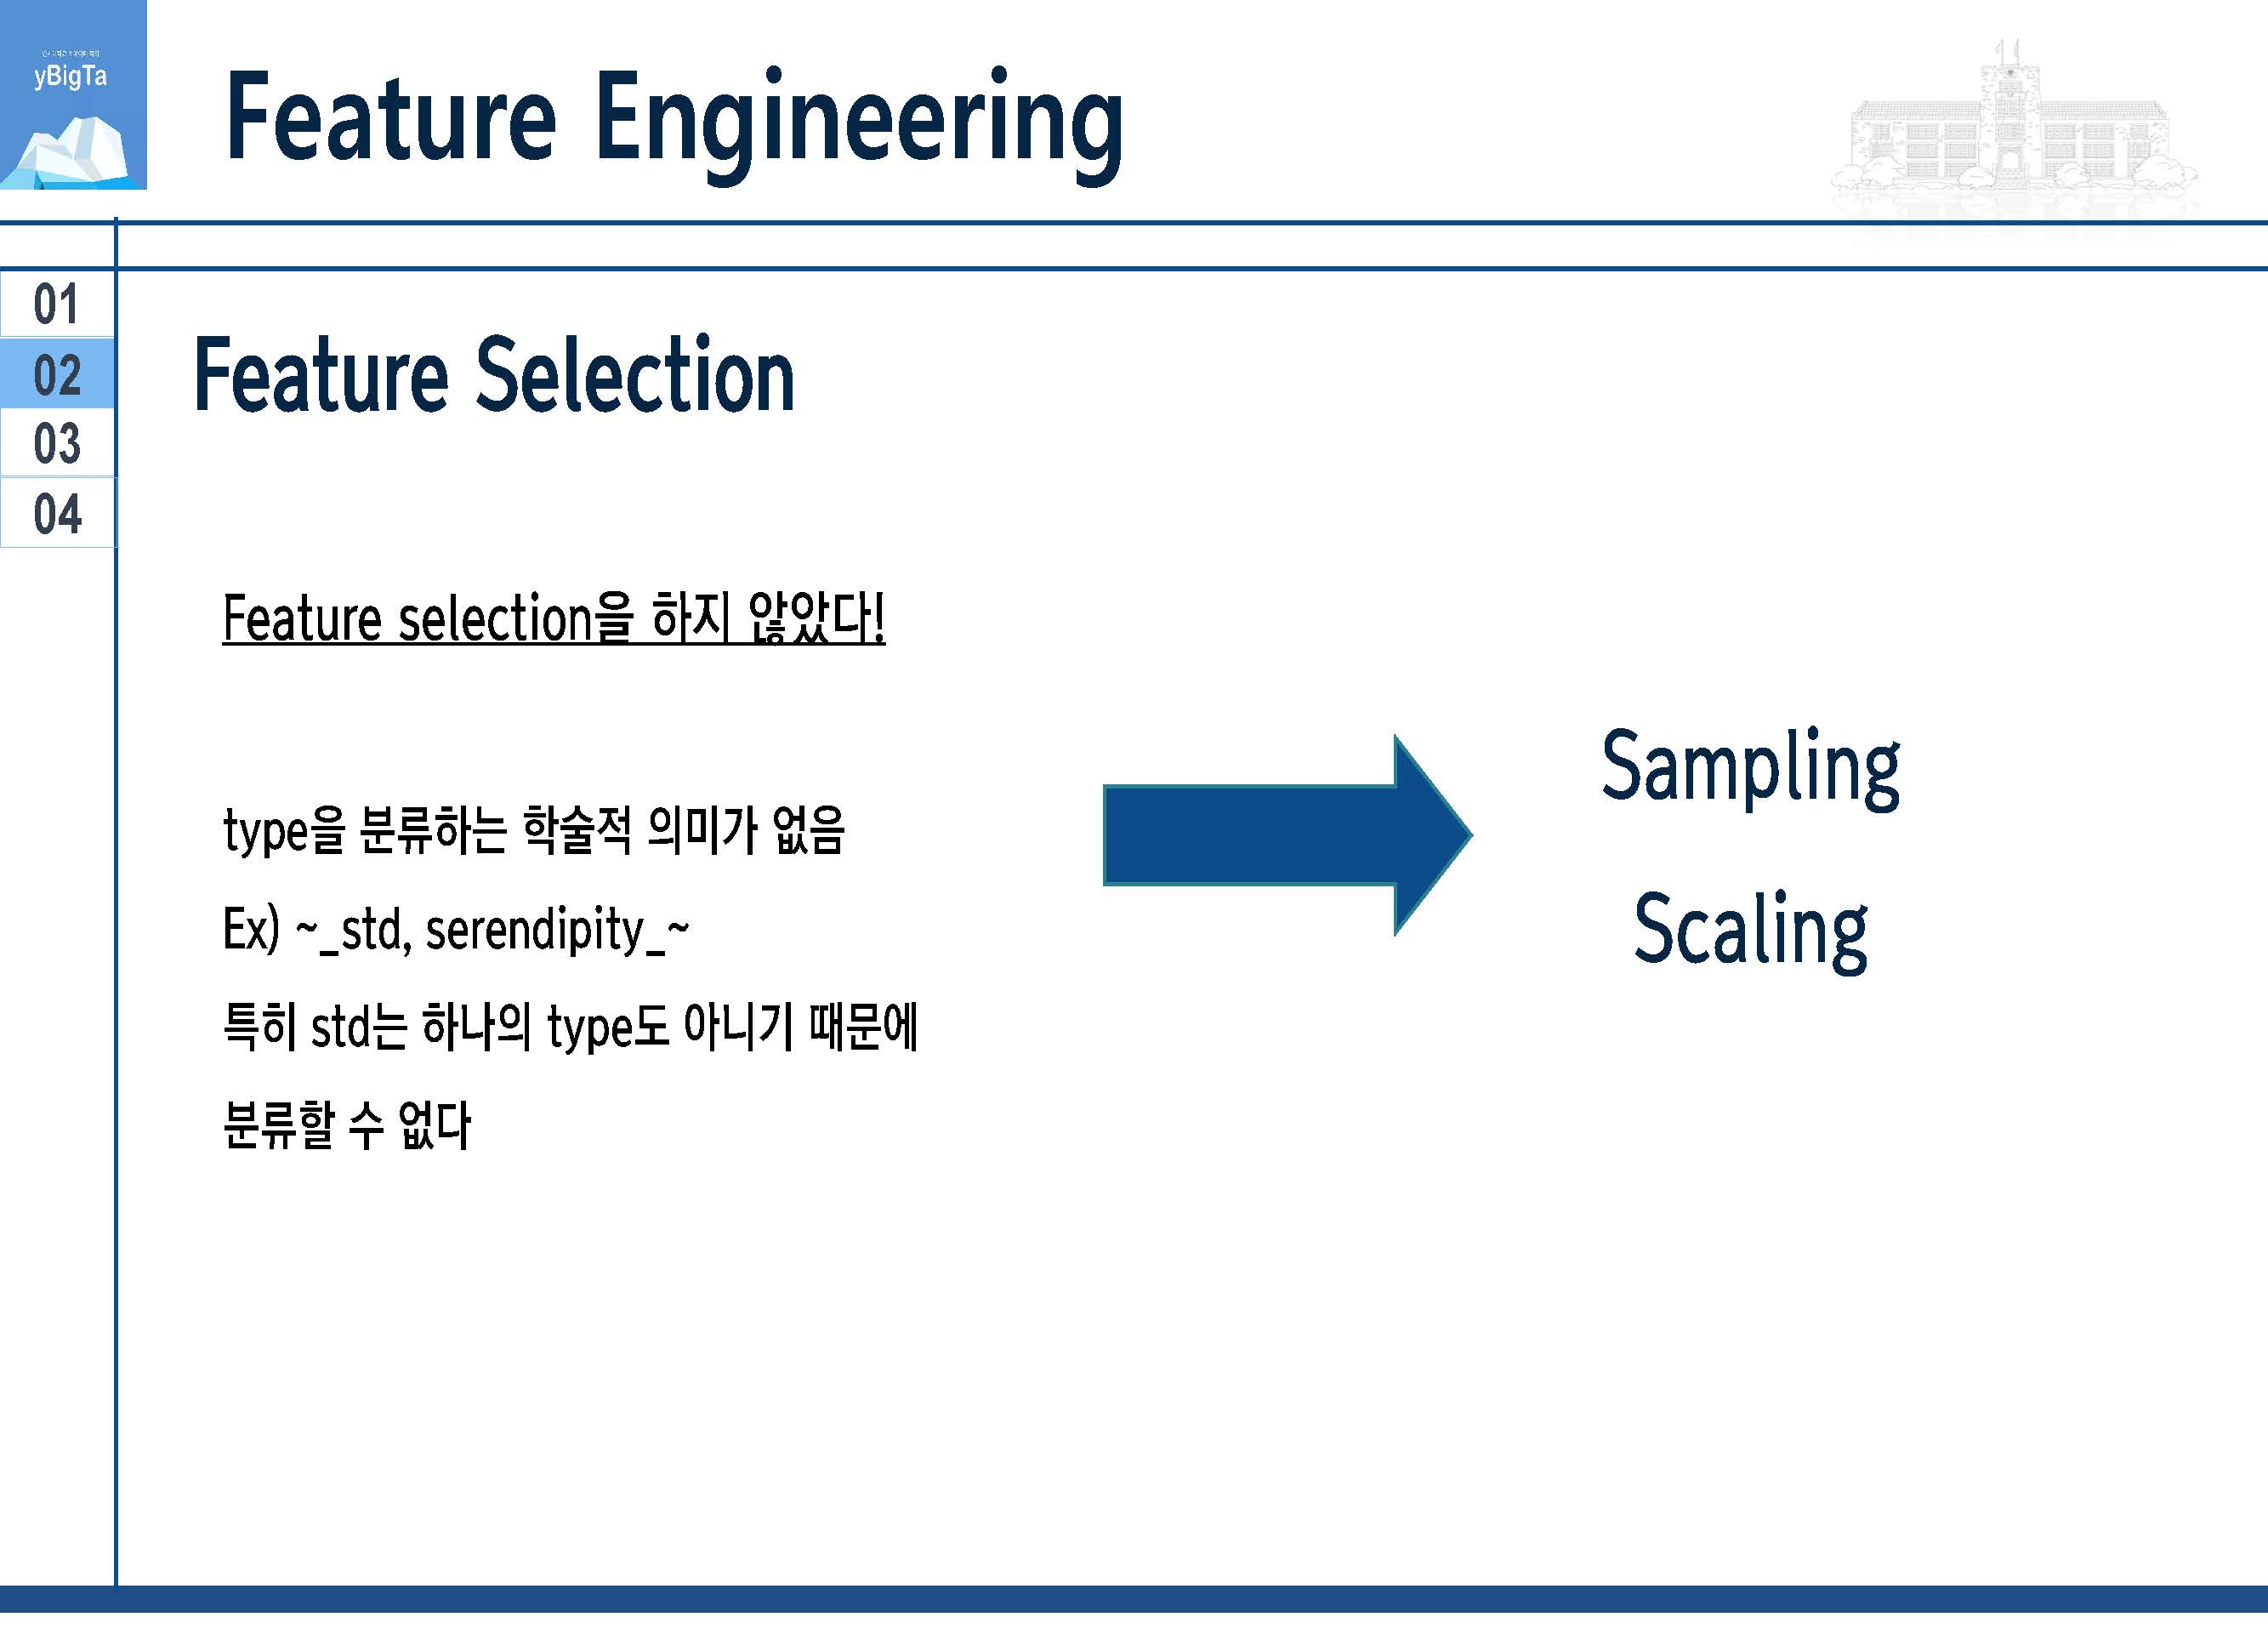 yBigTa
Feature Engineering
01
02
03
04
Feature Selection
Feature selection을 하지 않았다!
type을 분류하는 학술적 의미가 없음
Ex) ~_std, serendipity_~
특히 std는 하나의 type도 아니기 때문에
분류할 수 없다
Sampling
Scaling